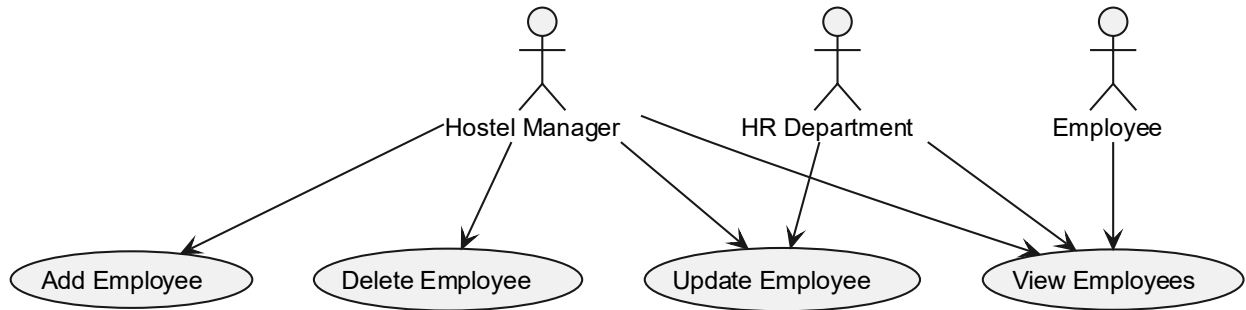 Hostel Manager
HR Department
Employee
Add Employee
Delete Employee
Update Employee
View Employees